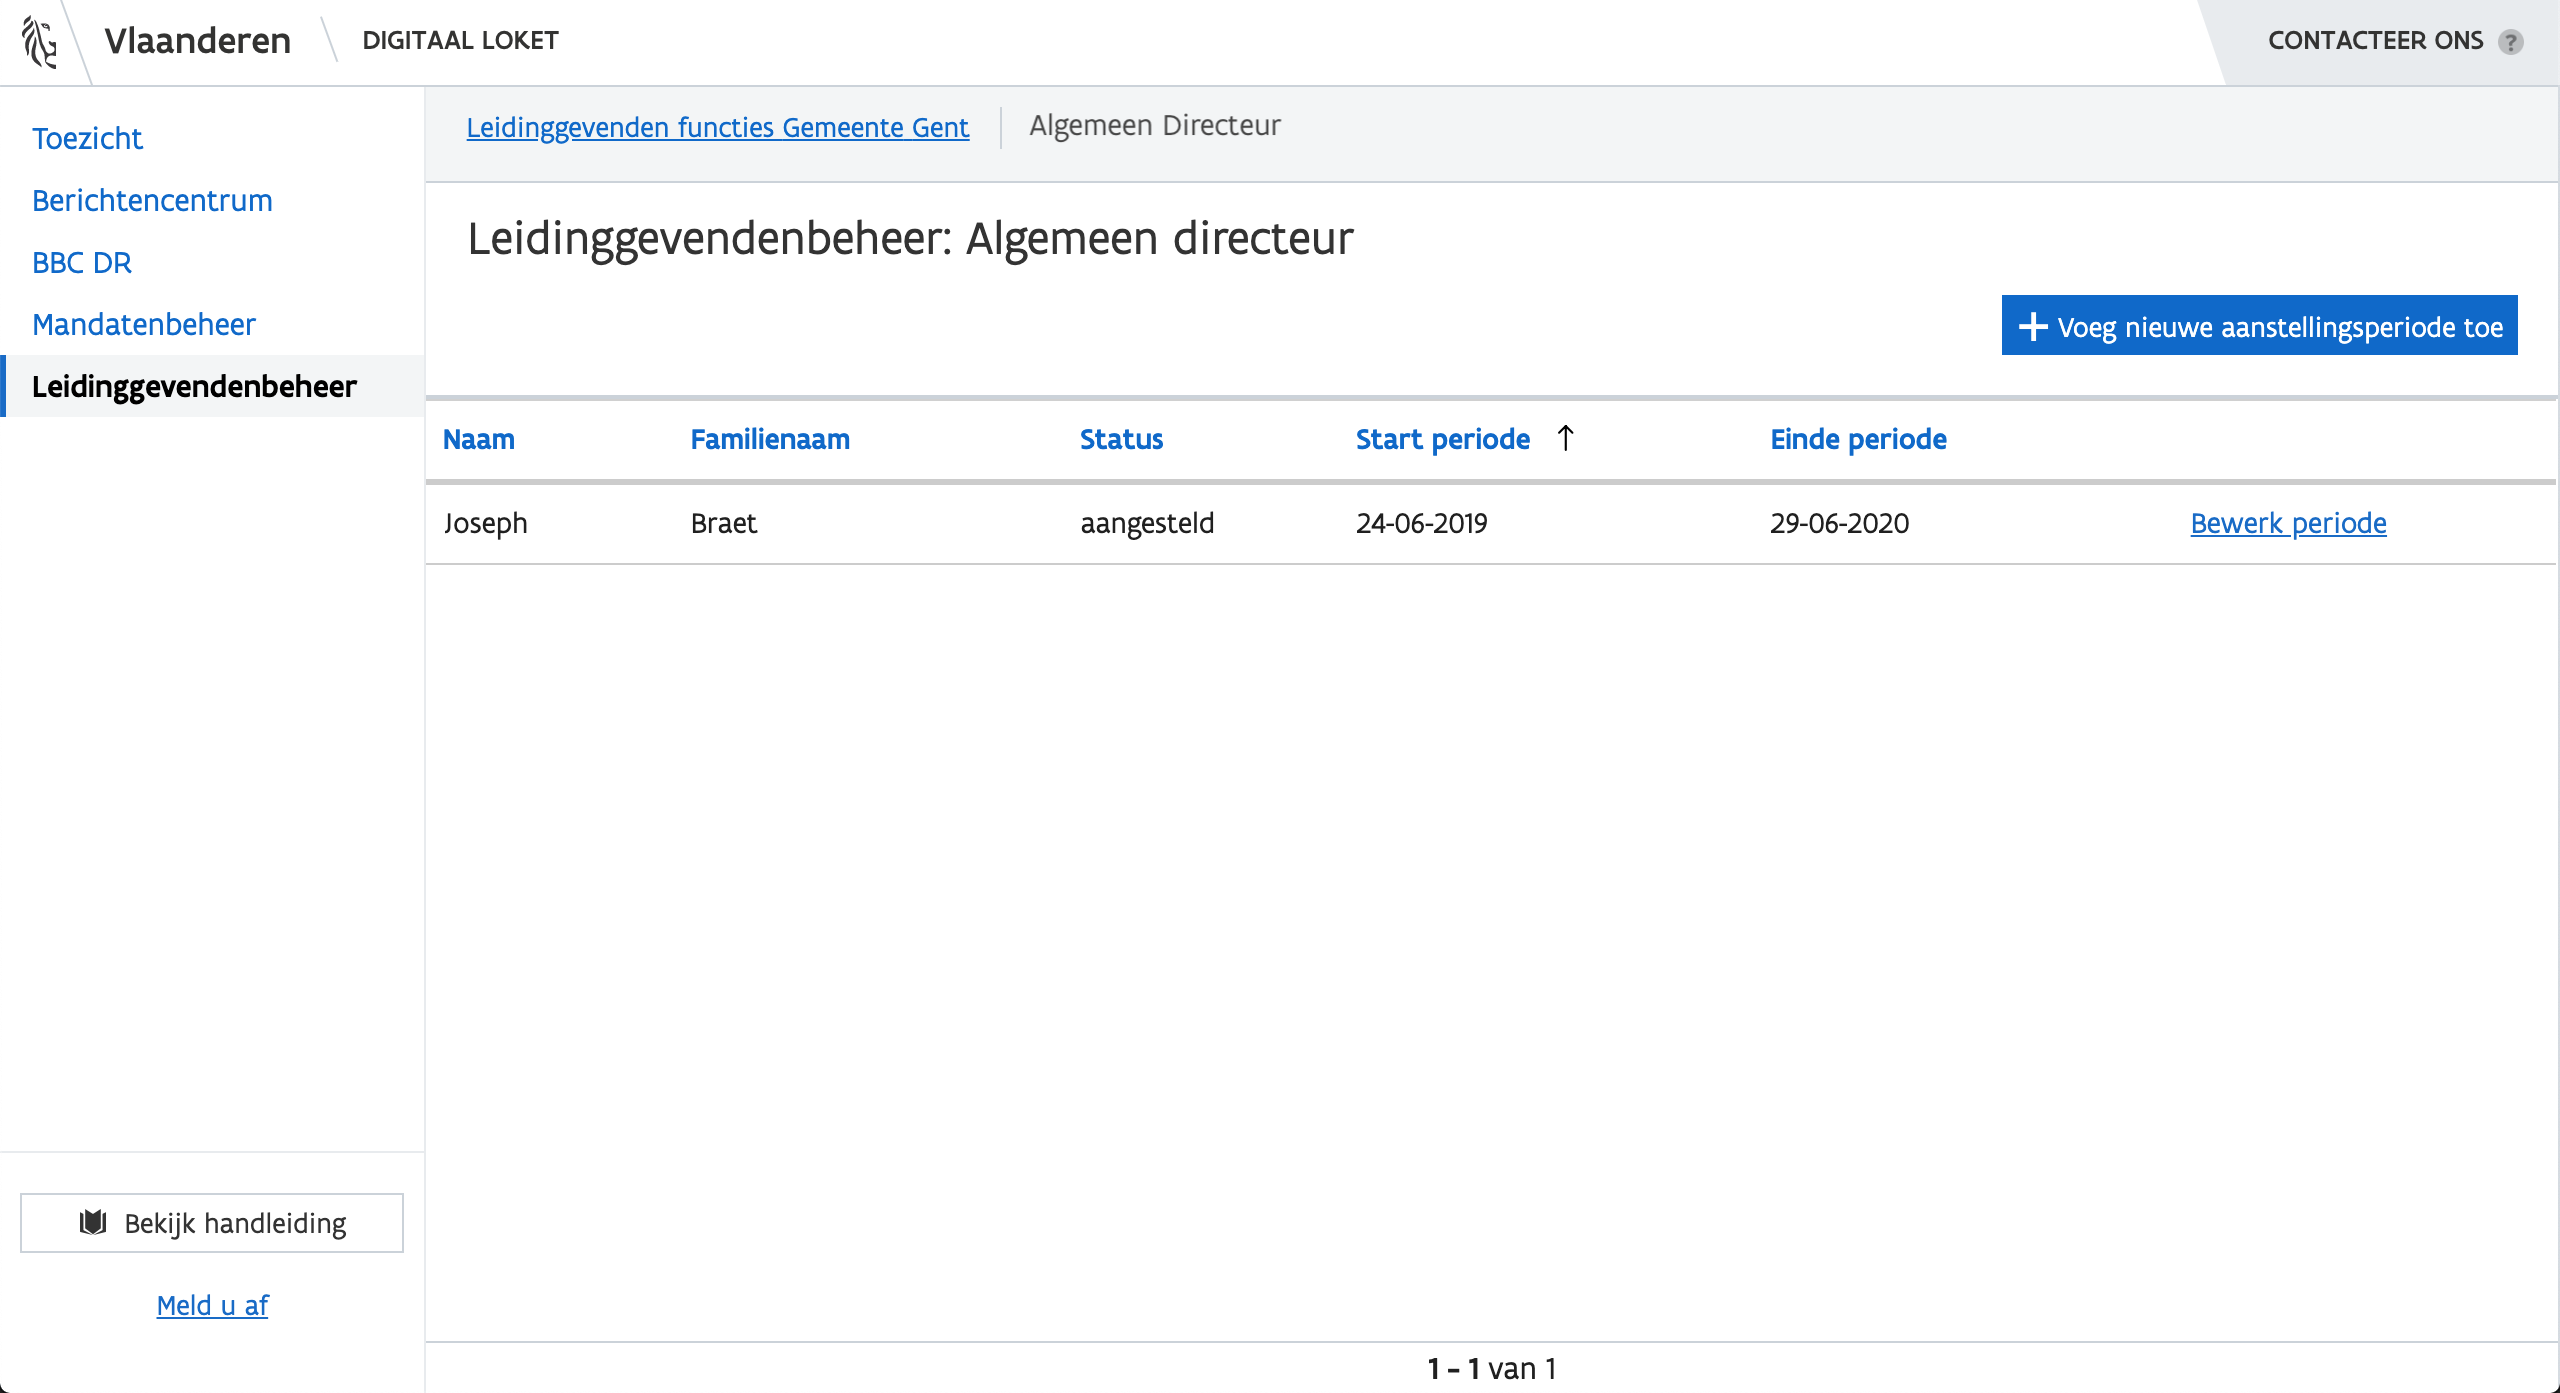 Vlaanderen DIGITAAL LOKET CONTACTEER ONS ?
Toezicht
Berichtencentrum
BBC DR
Mandatenbeheer
Leidinggevendenbeheer
Leidinggevenden functies Gemeente Gent Algemeen Directeur
Leidinggevendenbeheer: Algemeen directeur
Voeg nieuwe aanstellingsperiode toe
Naam Familienaam Status Start periode ↑ Einde periode
Joseph Braet aangesteld 24-06-2019 29-06-2020 Bewerk periode
Bekijk handleiding
Meld u af
1 - 1 van 1